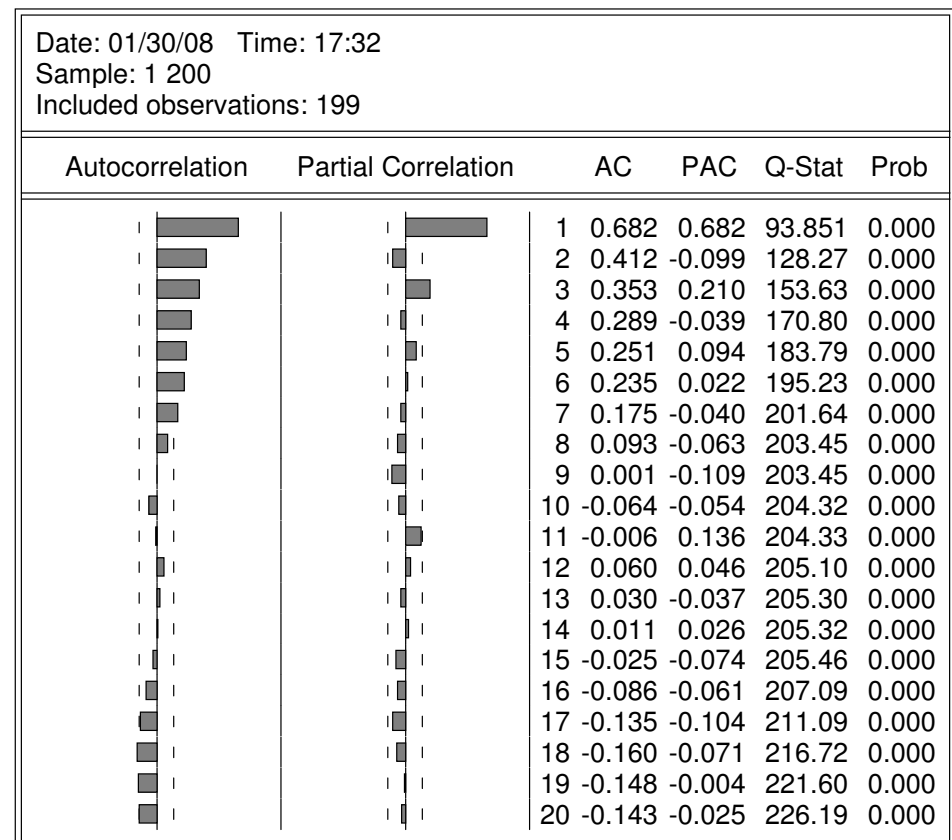 Date: 01/30/08 Time: 17:32
Sample: 1 200
Included observations: 199
Autocorrelation Partial Correlation AC PAC Q-Stat Prob
1 0.682 0.682 93.851 0.000
2 0.412 -0.099 128.27 0.000
3 0.353 0.210 153.63 0.000
4 0.289 -0.039 170.80 0.000
5 0.251 0.094 183.79 0.000
6 0.235 0.022 195.23 0.000
7 0.175 -0.040 201.64 0.000
8 0.093 -0.063 203.45 0.000
9 0.001 -0.109 203.45 0.000
10 -0.064 -0.054 204.32 0.000
11 -0.006 0.136 204.33 0.000
12 0.060 0.046 205.10 0.000
13 0.030 -0.037 205.30 0.000
14 0.011 0.026 205.32 0.000
15 -0.025 -0.074 205.46 0.000
16 -0.086 -0.061 207.09 0.000
17 -0.135 -0.104 211.09 0.000
18 -0.160 -0.071 216.72 0.000
19 -0.148 -0.004 221.60 0.000
20 -0.143 -0.025 226.19 0.000